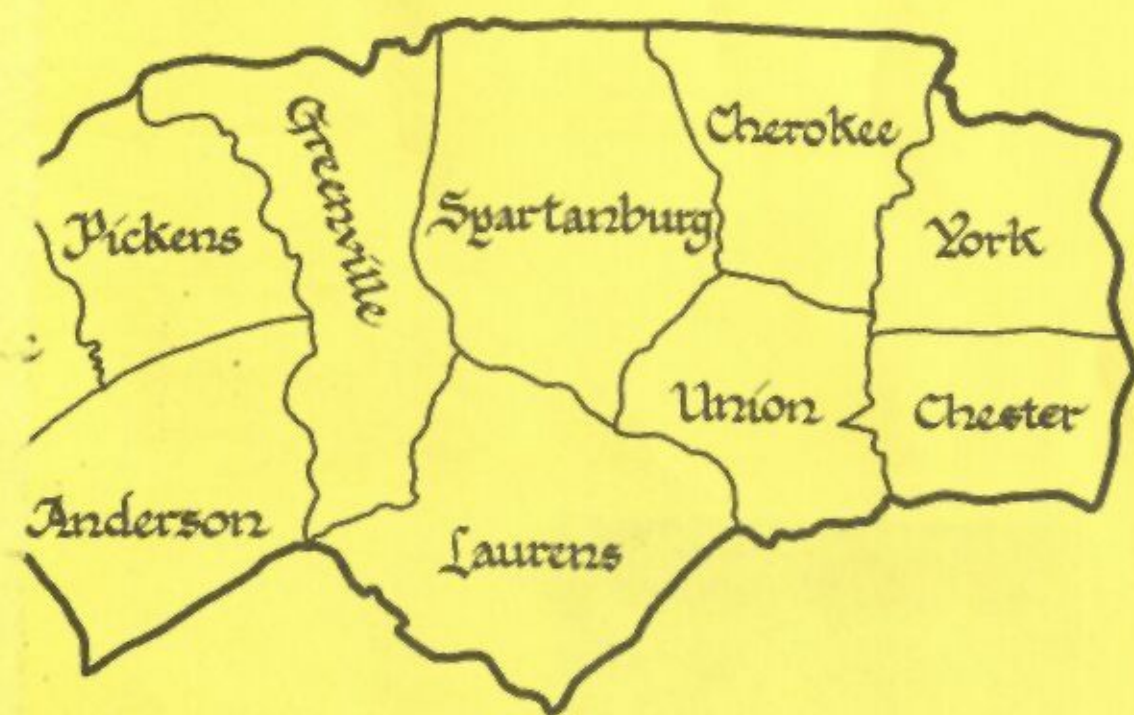 Cherokee
Greenville
Spartanburg
Pickens
York
Union
Chester
Anderson
Laurens